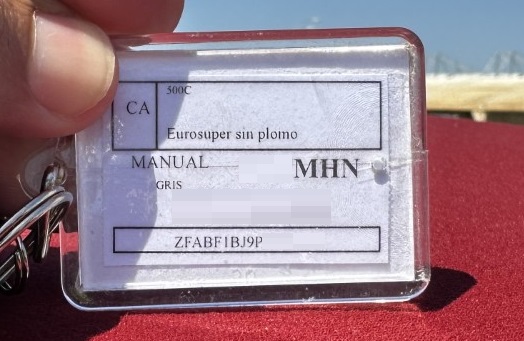 500C
CA
Eurosuper sin plomo
MANUAL
MHN
GRIS
ZFABF1BJ9P